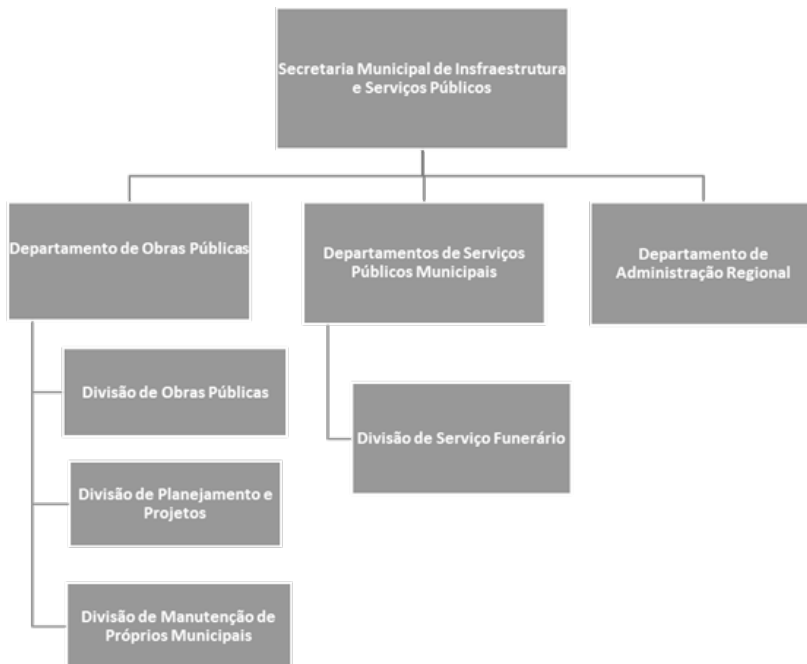 Secretaria Municipal de Insfraestrutura
e Serviços Públicos
Departamento de Obras Públicas
Departamentos de Serviços
Públicos Municipais
Departamento de
Administração Regional
Divisão de Obras Públicas
Divisão de Serviço Funerário
Divisão de Planejamento e
Projetos
Divisão de Manutenção de
Próprios Municipais